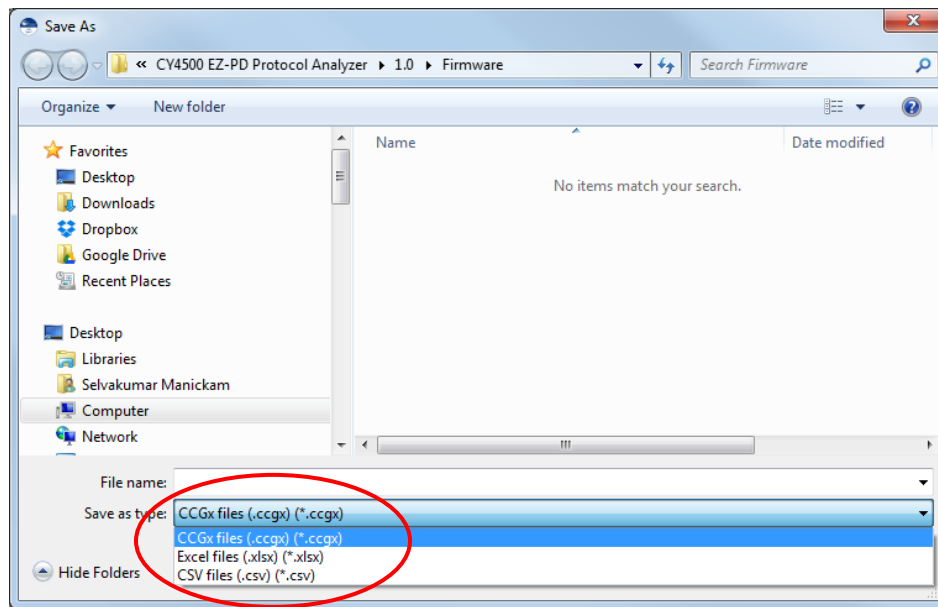 Save As
« CY4500 EZ-PD Protocol Analyzer ▸ 1.0 ▸ Firmware
Search Firmware
Organize
New folder
Name
Date modified
No items match your search.
Favorites
Desktop
Downloads
Dropbox
Google Drive
Recent Places
Desktop
Libraries
Selvakumar Manickam
Computer
Network
File name:
Save as type: CCGx files (.ccgx) (*.ccgx)
CCGx files (.ccgx) (*.ccgx)
Excel files (.xlsx) (*.xlsx)
CSV files (.csv) (*.csv)
Hide Folders